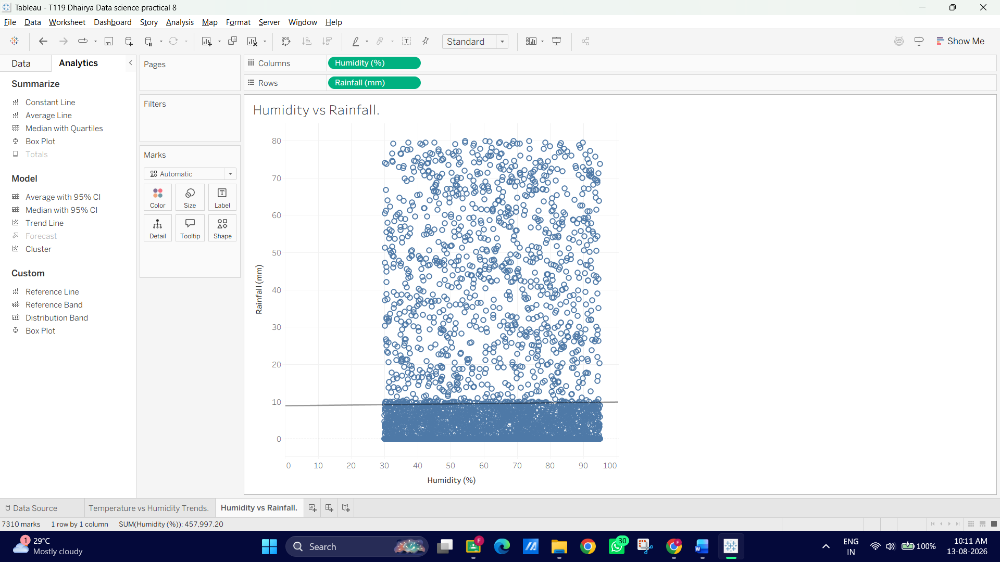 Tableau - T119 Dhairya Data science practical 8
File Data Worksheet Dashboard Story Analysis Map Format Server Window Help
Standard
Show Me
Data Analytics
Summarize
Constant Line
Average Line
Median with Quartiles
Box Plot
Totals
Model
Average with 95% CI
Median with 95% CI
Trend Line
Forecast
Cluster
Custom
Reference Line
Reference Band
Distribution Band
Box Plot
Pages
Filters
Marks
Automatic
Color Size Label
Detail Tooltip Shape
Columns Humidity (%)
Rows Rainfall (mm)
Humidity vs Rainfall.
80
70
60
50
40
30
20
10
0
Rainfall (mm)
0 10 20 30 40 50 60 70 80 90 100
Humidity (%)
Data Source Temperature vs Humidity Trends. Humidity vs Rainfall.
7310 marks 1 row by 1 column SUM(Humidity (%)): 457,997.20
1
29°C
Mostly cloudy
Search
F
30
F
W
ENG
IN
100%
10:11 AM
13-08-2026